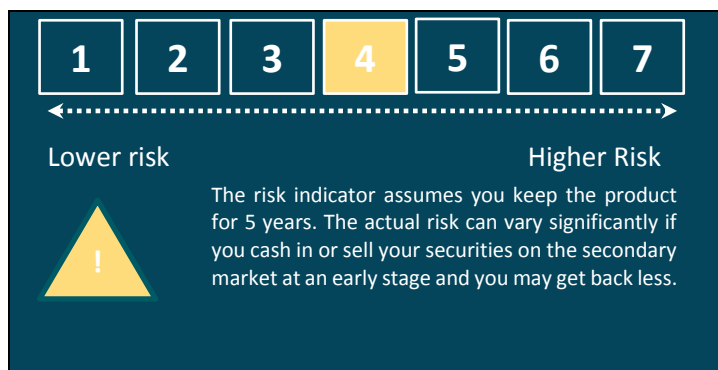 1 2 3 4 5 6 7
Lower risk Higher Risk
The risk indicator assumes you keep the product
for 5 years. The actual risk can vary significantly if
you cash in or sell your securities on the secondary
market at an early stage and you may get back less.
!